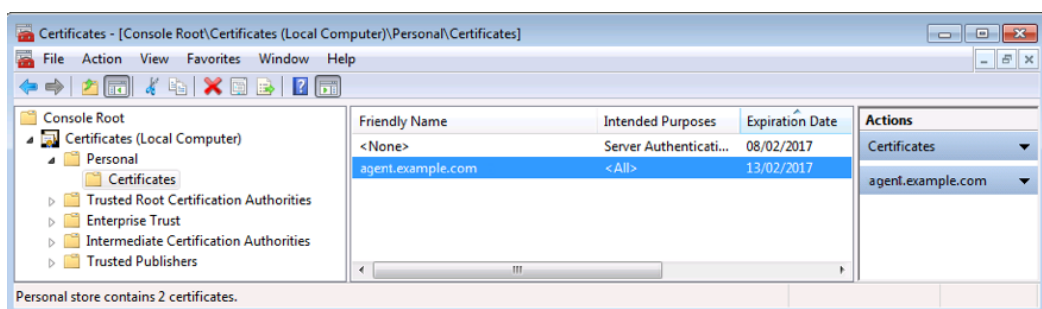 Certificates - [Console Root\Certificates (Local Computer)\Personal\Certificates]
File Action View Favorites Window Help
Console Root
Certificates (Local Computer)
Personal
Certificates
Trusted Root Certification Authorities
Enterprise Trust
Intermediate Certification Authorities
Trusted Publishers
Friendly Name Intended Purposes Expiration Date
<None> Server Authenticati... 08/02/2017
agent.example.com <All> 13/02/2017
Actions
Certificates
agent.example.com
Personal store contains 2 certificates.